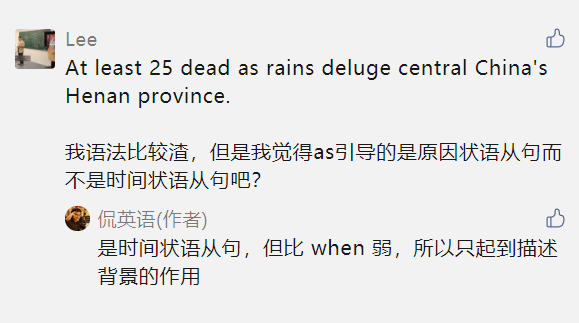 Lee
At least 25 dead as rains deluge central China's
Henan province.
我语法比较渣，但是我觉得as引导的是原因状语从句而
不是时间状语从句吧？
侃英语(作者)
是时间状语从句，但比 when 弱，所以只起到描述
背景的作用